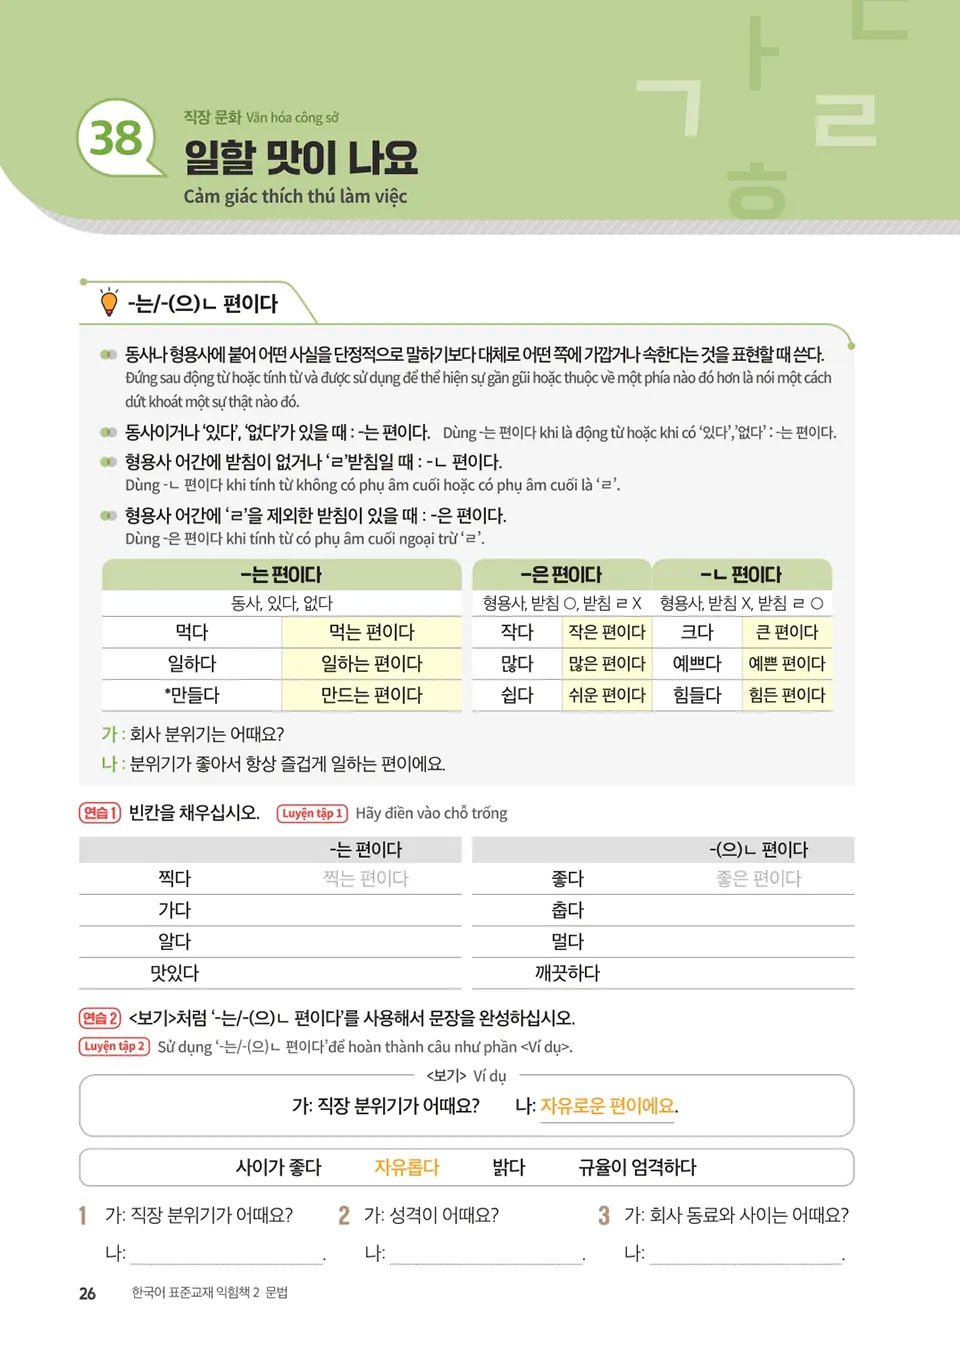 38
직장 문화 Văn hóa công sở
일할 맛이 나요
Cảm giác thích thú làm việc
ㄱ ㅏ ㄹ ㄷ ㅎ
-는/-(으)ㄴ 편이다
동사나 형용사에 붙어 어떤 사실을 단정적으로 말하기보다 대체로 어떤 쪽에 가깝거나 속한다는 것을 표현할 때 쓴다.
Đứng sau động từ hoặc tính từ và được sử dụng để thể hiện sự gần gũi hoặc thuộc về một phía nào đó hơn là nói một cách
dứt khoát một sự thật nào đó.
동사이거나 ‘있다’, ‘없다’가 있을 때 : -는 편이다. Dùng -는 편이다 khi là động từ hoặc khi có ‘있다’,’없다’ : -는 편이다.
형용사 어간에 받침이 없거나 ‘ㄹ’받침일 때 : -ㄴ 편이다.
Dùng -ㄴ 편이다 khi tính từ không có phụ âm cuối hoặc có phụ âm cuối là ‘ㄹ’.
형용사 어간에 ‘ㄹ’을 제외한 받침이 있을 때 : -은 편이다.
Dùng -은 편이다 khi tính từ có phụ âm cuối ngoại trừ ‘ㄹ’.
-는 편이다 -은 편이다 -ㄴ 편이다
동사, 있다, 없다 형용사, 받침 O, 받침 ㄹ X 형용사, 받침 X, 받침 ㄹ O
먹다 먹는 편이다 작다 작은 편이다 크다 큰 편이다
일하다 일하는 편이다 많다 많은 편이다 예쁘다 예쁜 편이다
*만들다 만드는 편이다 쉽다 쉬운 편이다 힘들다 힘든 편이다
가 : 회사 분위기는 어때요?
나 : 분위기가 좋아서 항상 즐겁게 일하는 편이에요.
연습 1 빈칸을 채우십시오. Luyện tập 1 Hãy điền vào chỗ trống
-는 편이다 -(으)ㄴ 편이다
찍다 찍는 편이다 좋다 좋은 편이다
가다 춥다
알다 멀다
맛있다 깨끗하다
연습 2 <보기>처럼 ‘-는/-(으)ㄴ 편이다’를 사용해서 문장을 완성하십시오.
Luyện tập 2 Sử dụng ‘-는/-(으)ㄴ 편이다’để hoàn thành câu như phần <Ví dụ>.
<보기> Ví dụ
가: 직장 분위기가 어때요? 나: 자유로운 편이에요.
사이가 좋다 자유롭다 밝다 규율이 엄격하다
1 가: 직장 분위기가 어때요? 2 가: 성격이 어때요? 3 가: 회사 동료와 사이는 어때요?
나: . 나: . 나: .
26 한국어 표준교재 익힘책 2 문법